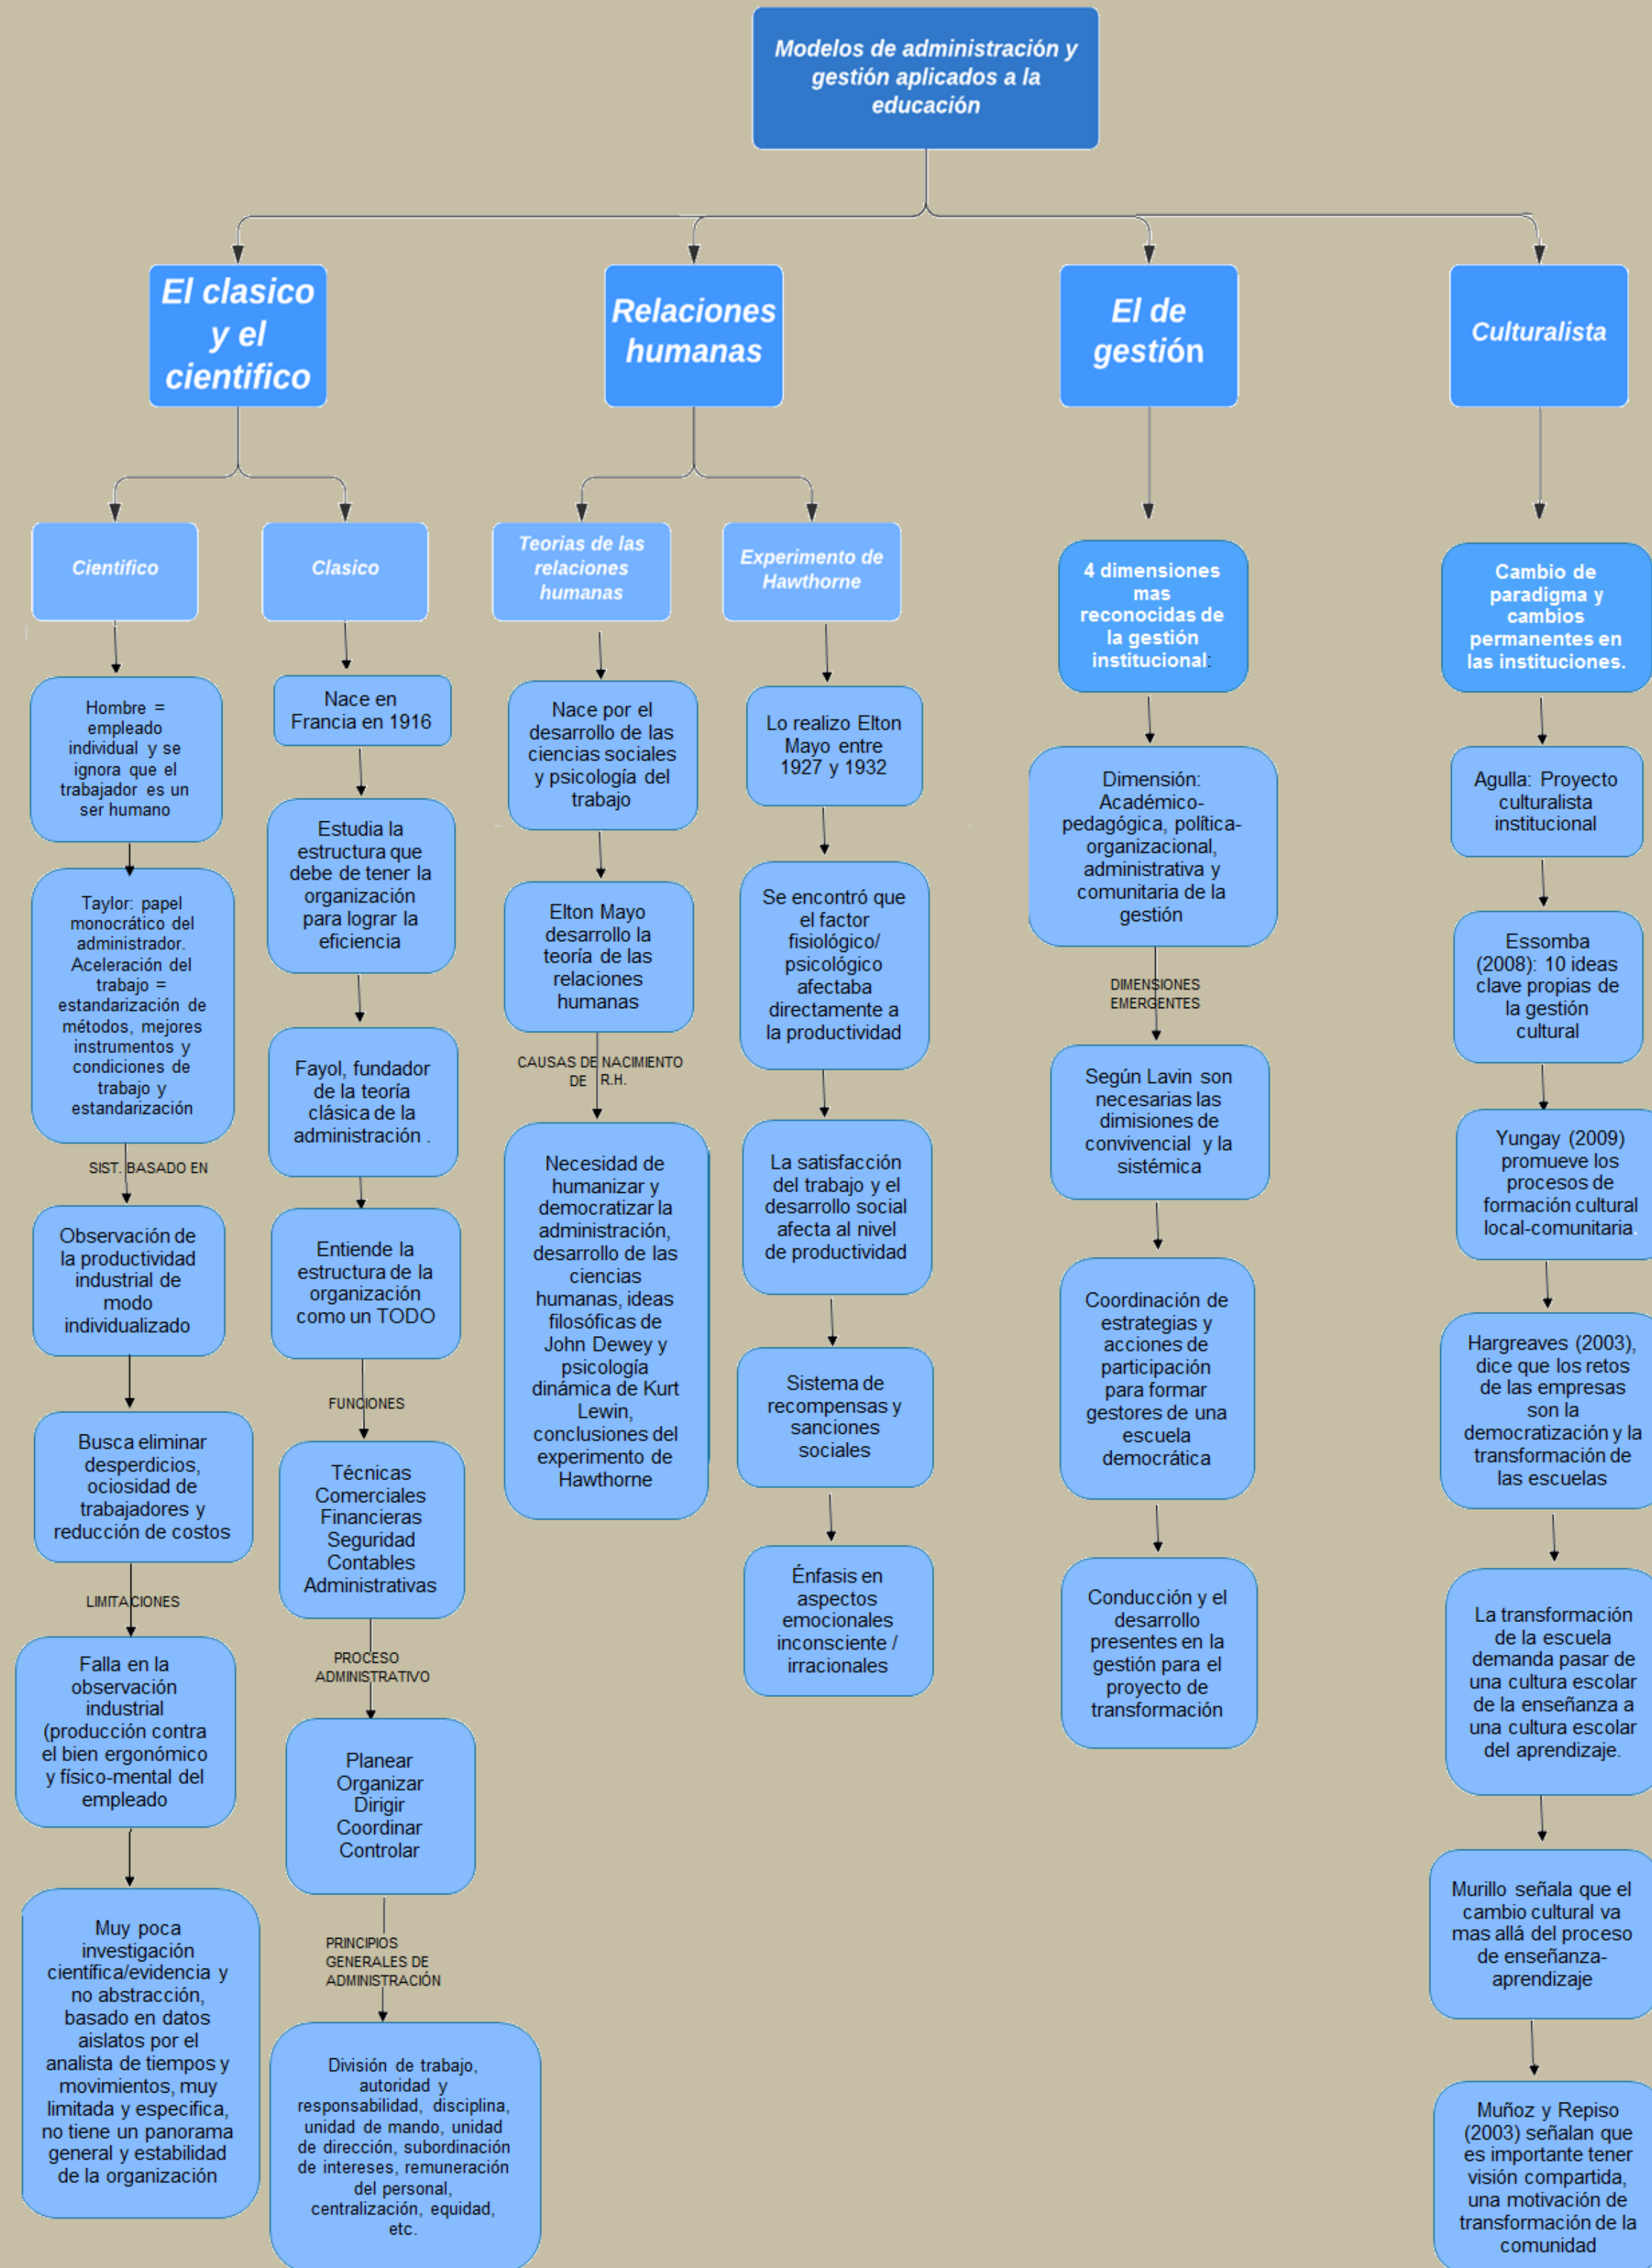 Modelos de administración y
gestión aplicados a la
educación
El clasico
y el
cientifico
Relaciones
humanas
El de
gestión
Culturalista
Cientifico
Clasico
Teorias de las
relaciones
humanas
Experimento de
Hawthorne
4 dimensiones
mas
reconocidas de
la gestión
institucional:
Cambio de
paradigma y
cambios
permanentes en
las instituciones.
Hombre =
empleado
individual y se
ignora que el
trabajador es un
ser humano
Taylor: papel
monocrático del
administrador.
Aceleración del
trabajo =
estandarización de
métodos, mejores
instrumentos y
condiciones de
trabajo y
estandarización
SIST. BASADO EN
Observación de
la productividad
industrial de
modo
individualizado
Busca eliminar
desperdicios,
ociosidad de
trabajadores y
reducción de costos
LIMITACIONES
Falla en la
observación
industrial
(producción contra
el bien ergonómico
y físico-mental del
empleado
Muy poca
investigación
científica/evidencia y
no abstracción,
basado en datos
aislatos por el
analista de tiempos y
movimientos, muy
limitada y especifica,
no tiene un panorama
general y estabilidad
de la organización
Nace en
Francia en 1916
Estudia la
estructura que
debe de tener la
organización
para lograr la
eficiencia
Fayol, fundador
de la teoría
clásica de la
administración .
Entiende la
estructura de la
organización
como un TODO
FUNCIONES
Técnicas
Comerciales
Financieras
Seguridad
Contables
Administrativas
PROCESO
ADMINISTRATIVO
Planear
Organizar
Dirigir
Coordinar
Controlar
PRINCIPIOS
GENERALES DE
ADMINISTRACIÓN
División de trabajo,
autoridad y
responsabilidad, disciplina,
unidad de mando, unidad
de dirección, subordinación
de intereses, remuneración
del personal,
centralización, equidad,
etc.
Nace por el
desarrollo de las
ciencias sociales
y psicología del
trabajo
Elton Mayo
desarrollo la
teoría de las
relaciones
humanas
CAUSAS DE NACIMIENTO
DE R.H.
Necesidad de
humanizar y
democratizar la
administración,
desarrollo de las
ciencias
humanas, ideas
filosóficas de
John Dewey y
psicología
dinámica de Kurt
Lewin,
conclusiones del
experimento de
Hawthorne
Lo realizo Elton
Mayo entre
1927 y 1932
Se encontró que
el factor
fisiológico/
psicológico
afectaba
directamente a
la productividad
La satisfacción
del trabajo y el
desarrollo social
afecta al nivel
de productividad
Sistema de
recompensas y
sanciones
sociales
Énfasis en
aspectos
emocionales
inconsciente /
irracionales
Dimensión:
Académico-
pedagógica, política-
organizacional,
administrativa y
comunitaria de la
gestión
DIMENSIONES
EMERGENTES
Según Lavin son
necesarias las
dimisiones de
convivencial y la
sistémica
Coordinación de
estrategias y
acciones de
participación
para formar
gestores de una
escuela
democrática
Conducción y el
desarrollo
presentes en la
gestión para el
proyecto de
transformación
Agulla: Proyecto
culturalista
institucional
Essomba
(2008): 10 ideas
clave propias de
la gestión
cultural
Yungay (2009)
promueve los
procesos de
formación cultural
local-comunitaria.
Hargreaves (2003),
dice que los retos
de las empresas
son la
democratización y la
transformación de
las escuelas
La transformación
de la escuela
demanda pasar de
una cultura escolar
de la enseñanza a
una cultura escolar
del aprendizaje.
Murillo señala que el
cambio cultural va
mas allá del proceso
de enseñanza-
aprendizaje
Muñoz y Repiso
(2003) señalan que
es importante tener
visión compartida,
una motivación de
transformación de la
comunidad